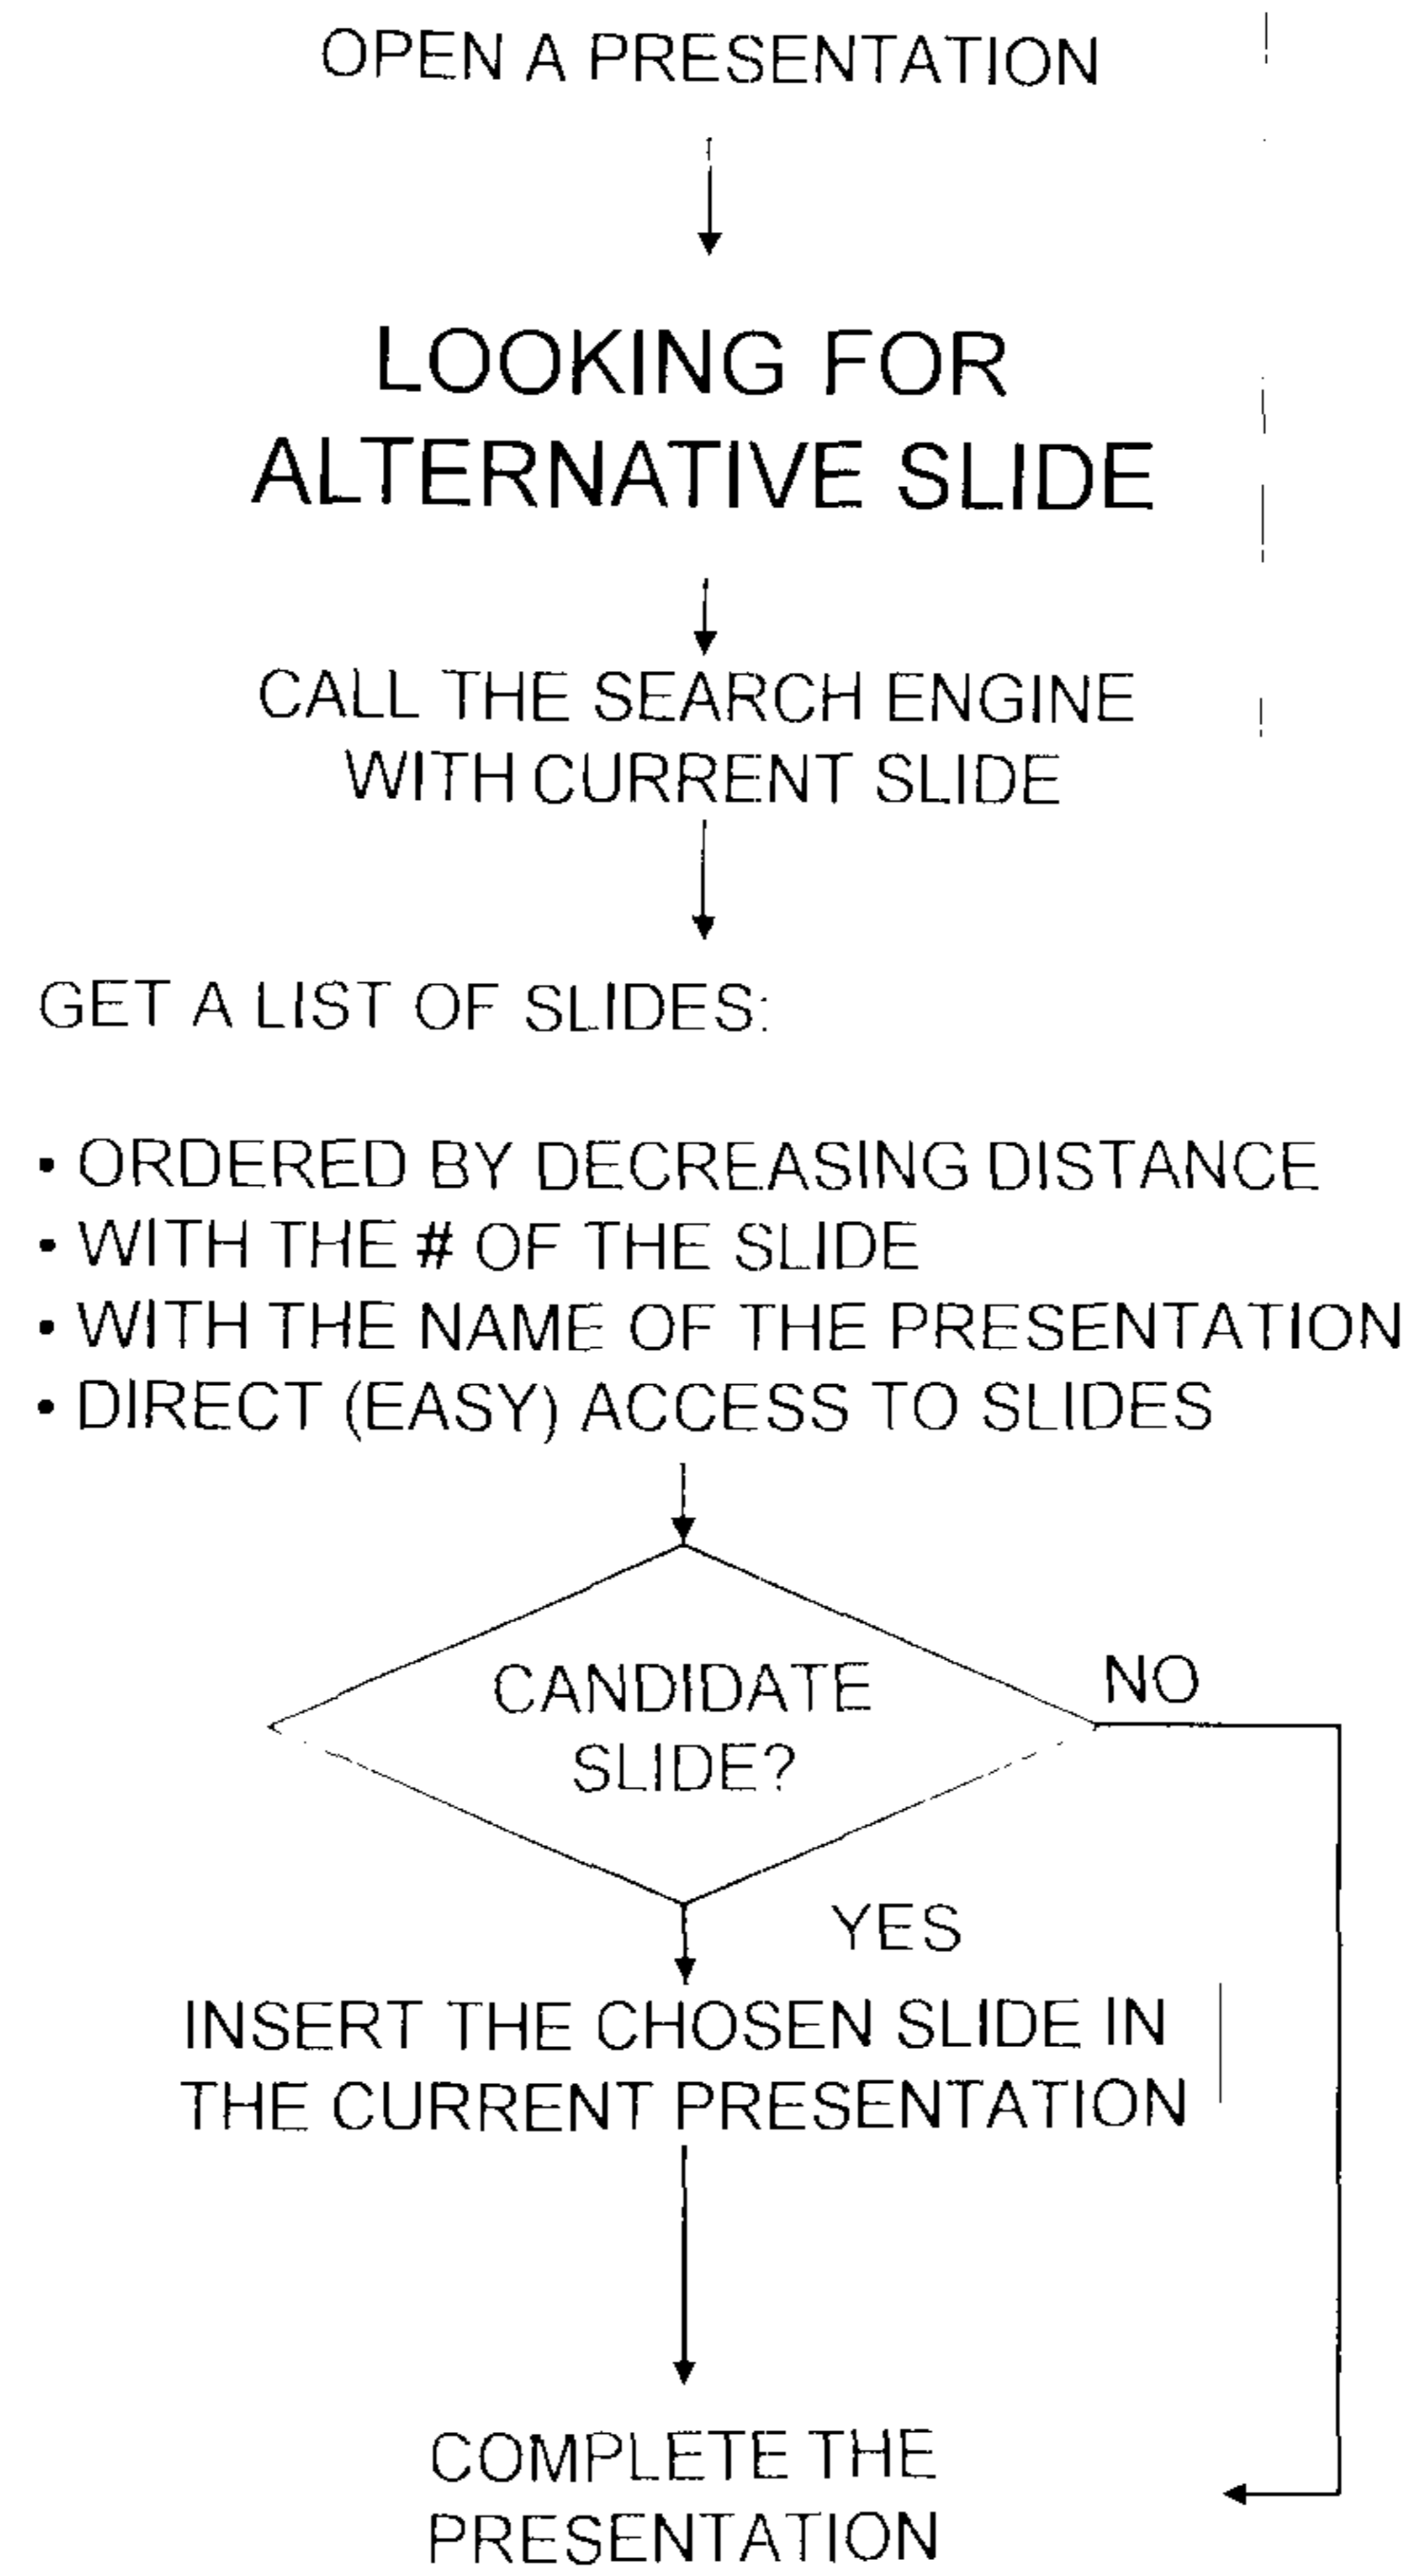 OPEN A PRESENTATION
LOOKING FOR
ALTERNATIVE SLIDE
CALL THE SEARCH ENGINE
WITH CURRENT SLIDE
GET A LIST OF SLIDES:
• ORDERED BY DECREASING DISTANCE
• WITH THE # OF THE SLIDE
• WITH THE NAME OF THE PRESENTATION
• DIRECT (EASY) ACCESS TO SLIDES
CANDIDATE
SLIDE?
NO
YES
INSERT THE CHOSEN SLIDE IN
THE CURRENT PRESENTATION
COMPLETE THE
PRESENTATION